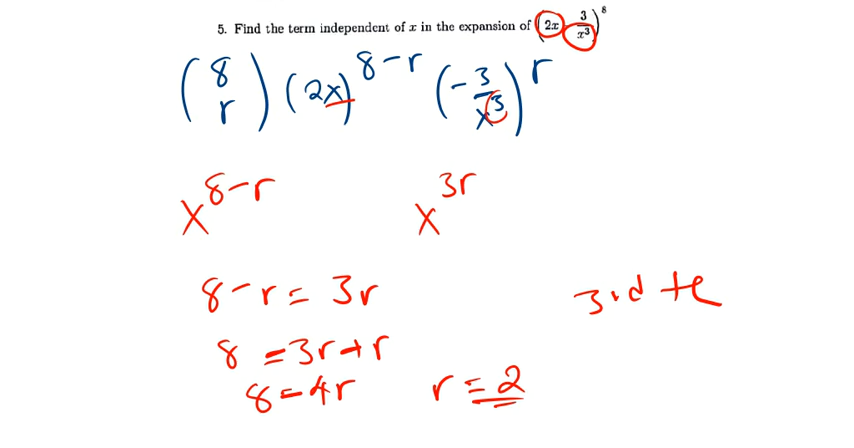 5. Find the term independent of x in the expansion of (2x - 3/x³)⁸
(8 r) (2x)^(8-r) (-3/x³)^r
x^(8-r) x^(3r)
8-r = 3r 3rd te
8 = 3r+r
8=4r r=2